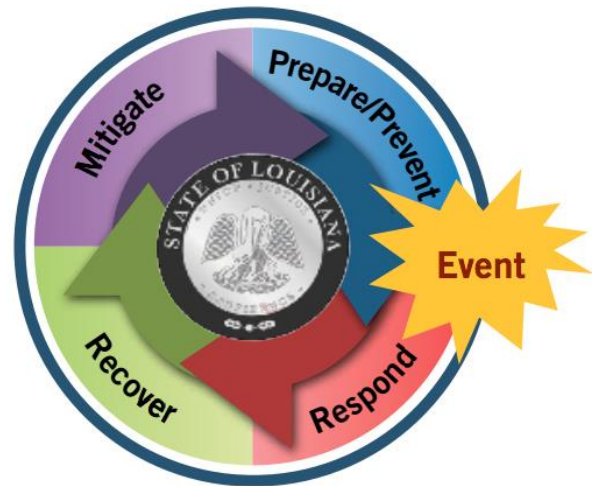 Mitigate
Prepare/Prevent
Event
Respond
Recover
STATE OF LOUISIANA
UNION · JUSTICE
CONFIDENCE